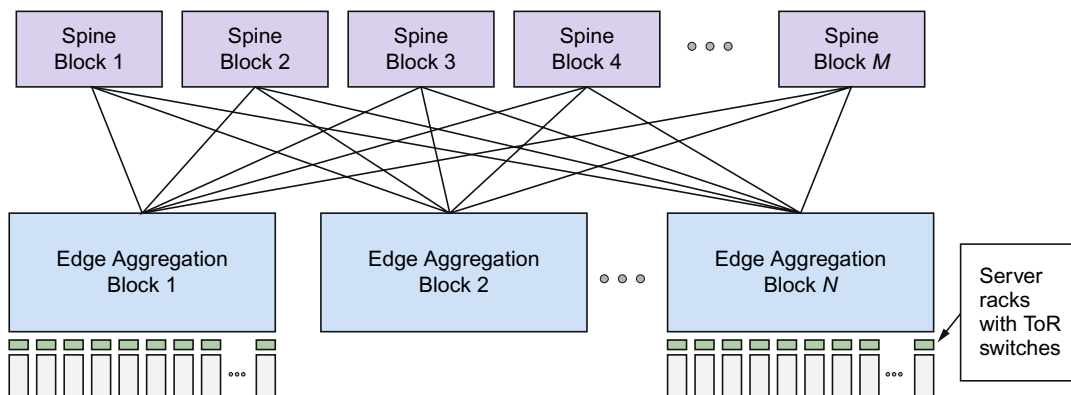 Spine
Block 1
Spine
Block 2
Spine
Block 3
Spine
Block 4
Spine
Block M
Edge Aggregation
Block 1
Edge Aggregation
Block 2
Edge Aggregation
Block N
Server
racks
with ToR
switches